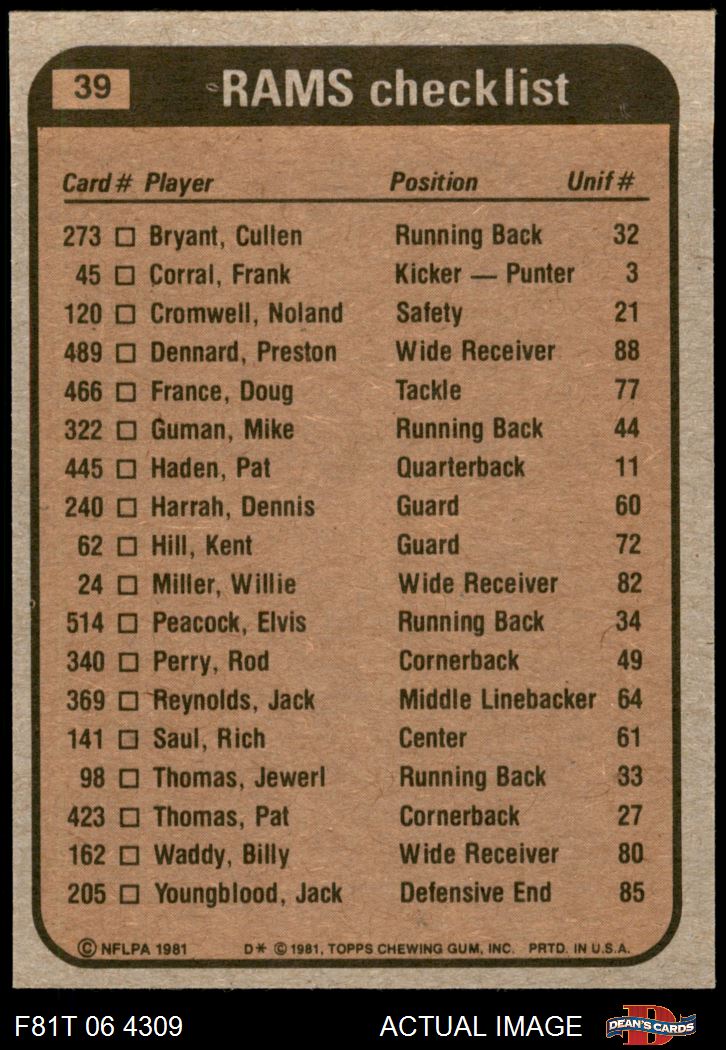 39 RAMS checklist
Card # Player Position Unif #
273 □ Bryant, Cullen Running Back 32
45 □ Corral, Frank Kicker — Punter 3
120 □ Cromwell, Noland Safety 21
489 □ Dennard, Preston Wide Receiver 88
466 □ France, Doug Tackle 77
322 □ Guman, Mike Running Back 44
445 □ Haden, Pat Quarterback 11
240 □ Harrah, Dennis Guard 60
62 □ Hill, Kent Guard 72
24 □ Miller, Willie Wide Receiver 82
514 □ Peacock, Elvis Running Back 34
340 □ Perry, Rod Cornerback 49
369 □ Reynolds, Jack Middle Linebacker 64
141 □ Saul, Rich Center 61
98 □ Thomas, Jewerl Running Back 33
423 □ Thomas, Pat Cornerback 27
162 □ Waddy, Billy Wide Receiver 80
205 □ Youngblood, Jack Defensive End 85
© NFLPA 1981 D* © 1981, TOPPS CHEWING GUM, INC. PRTD. IN U.S.A.
F81T 06 4309 ACTUAL IMAGE D DEAN'S CARDS